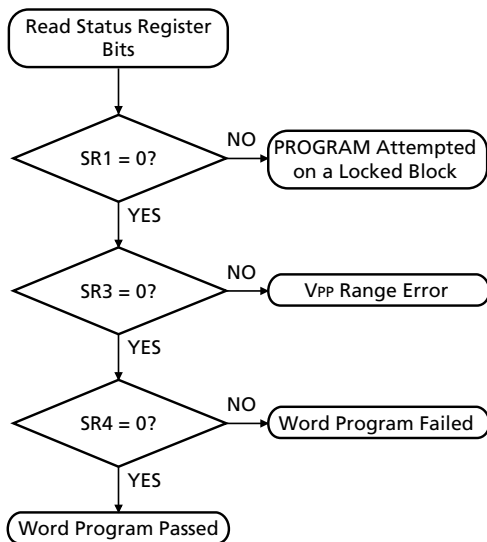 Read Status Register
Bits
SR1 = 0?
NO
PROGRAM Attempted
on a Locked Block
YES
SR3 = 0?
NO
VPP Range Error
YES
SR4 = 0?
NO
Word Program Failed
YES
Word Program Passed